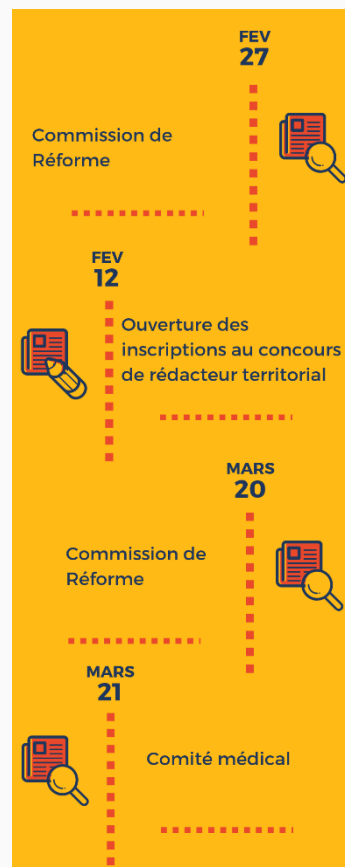 FEV
27
Commission de
Réforme
FEV
12
Ouverture des
inscriptions au concours
de rédacteur territorial
MARS
20
Commission de
Réforme
MARS
21
Comité médical